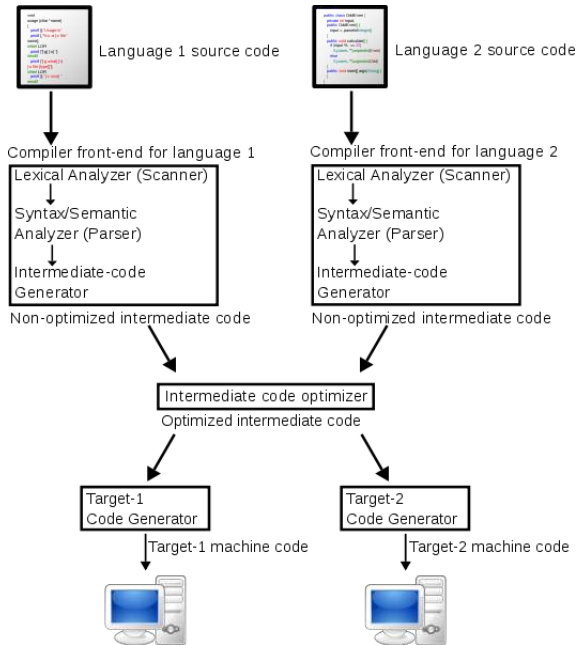 Language 1 source code
Language 2 source code
Compiler front-end for language 1
Lexical Analyzer (Scanner)
Syntax/Semantic
Analyzer (Parser)
Intermediate-code
Generator
Non-optimized intermediate code
Compiler front-end for language 2
Lexical Analyzer (Scanner)
Syntax/Semantic
Analyzer (Parser)
Intermediate-code
Generator
Non-optimized intermediate code
Intermediate code optimizer
Optimized intermediate code
Target-1
Code Generator
Target-1 machine code
Target-2
Code Generator
Target-2 machine code